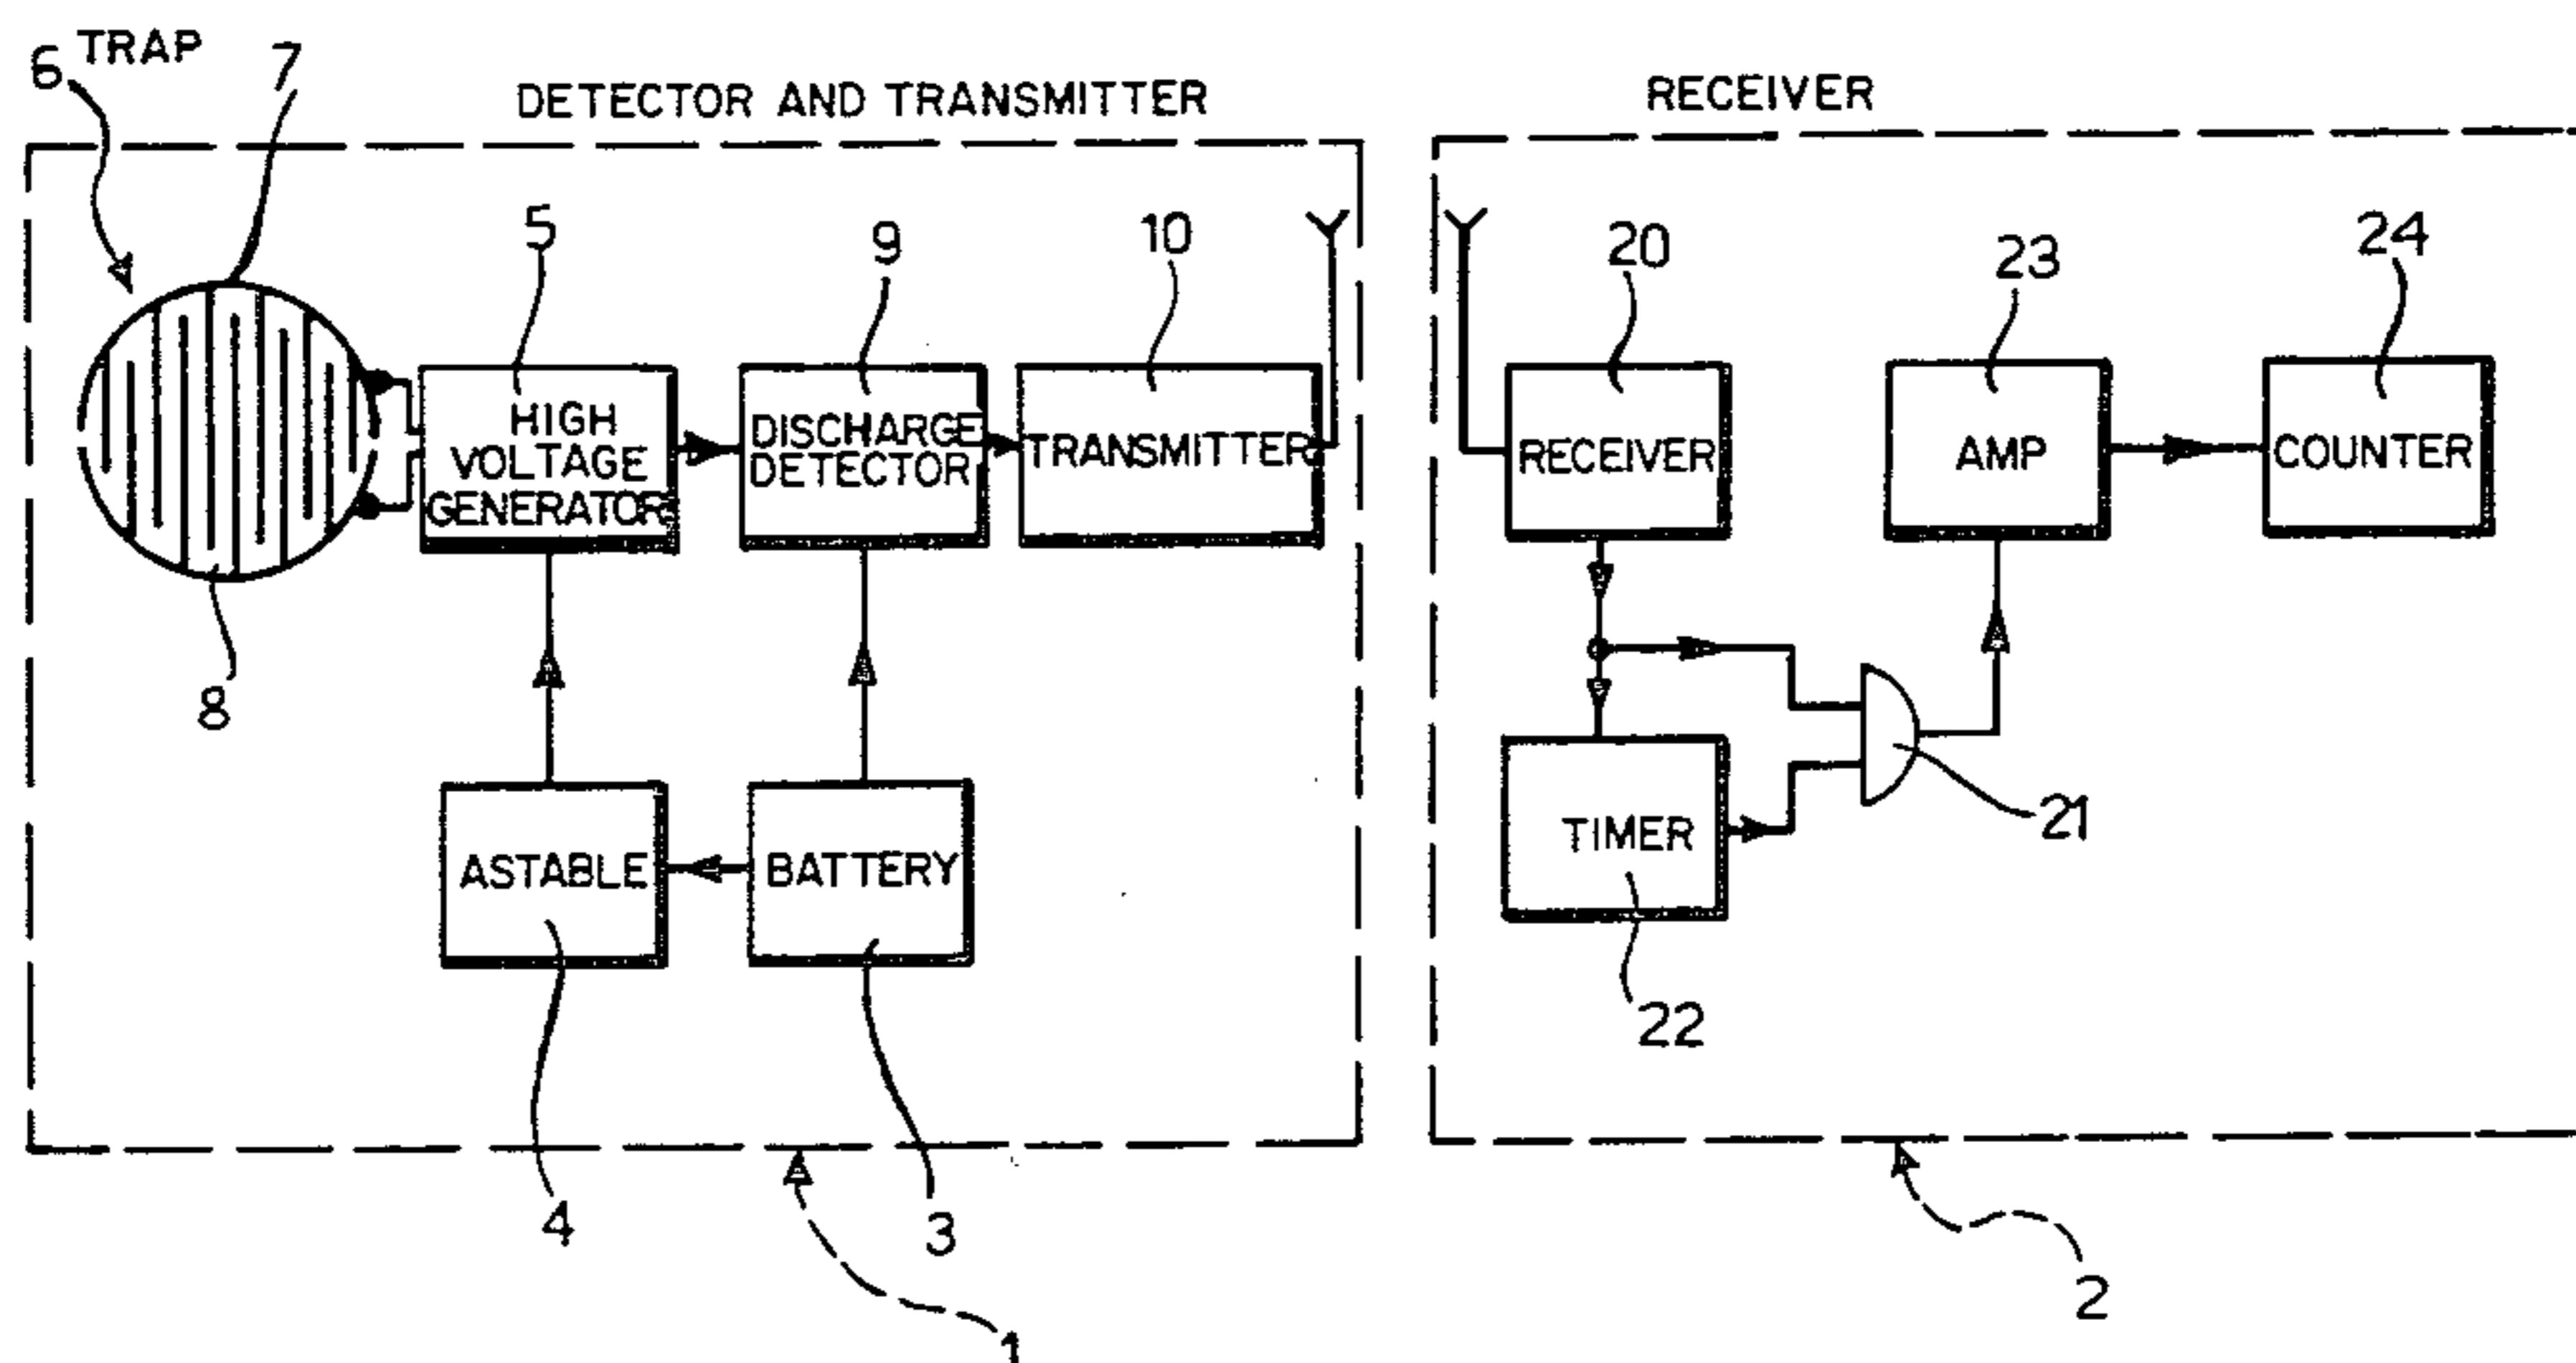 TRAP
6
7
DETECTOR AND TRANSMITTER
RECEIVER
5
9
10
20
23
24
HIGH
VOLTAGE
GENERATOR
DISCHARGE
DETECTOR
TRANSMITTER
RECEIVER
AMP
COUNTER
8
21
ASTABLE
BATTERY
TIMER
22
4
3
1
2